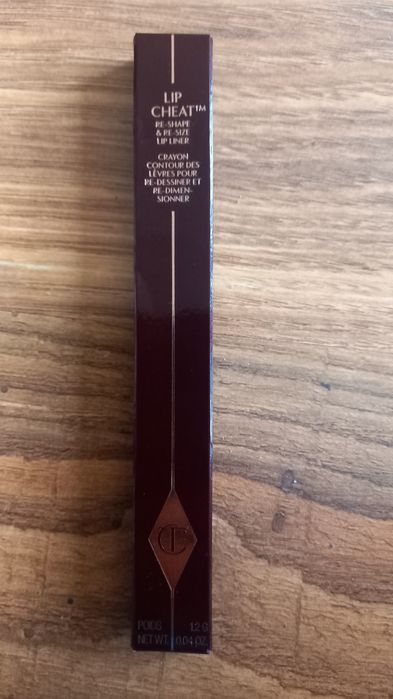 LIP
CHEAT™
RE-SHAPE
& RE-SIZE
LIP LINER
CRAYON
CONTOUR DES
LÈVRES POUR
RE-DESSINER ET
RE-DIMEN-
SIONNER
CT
POIDS 1.2 G
NET WT. 0.04 OZ.